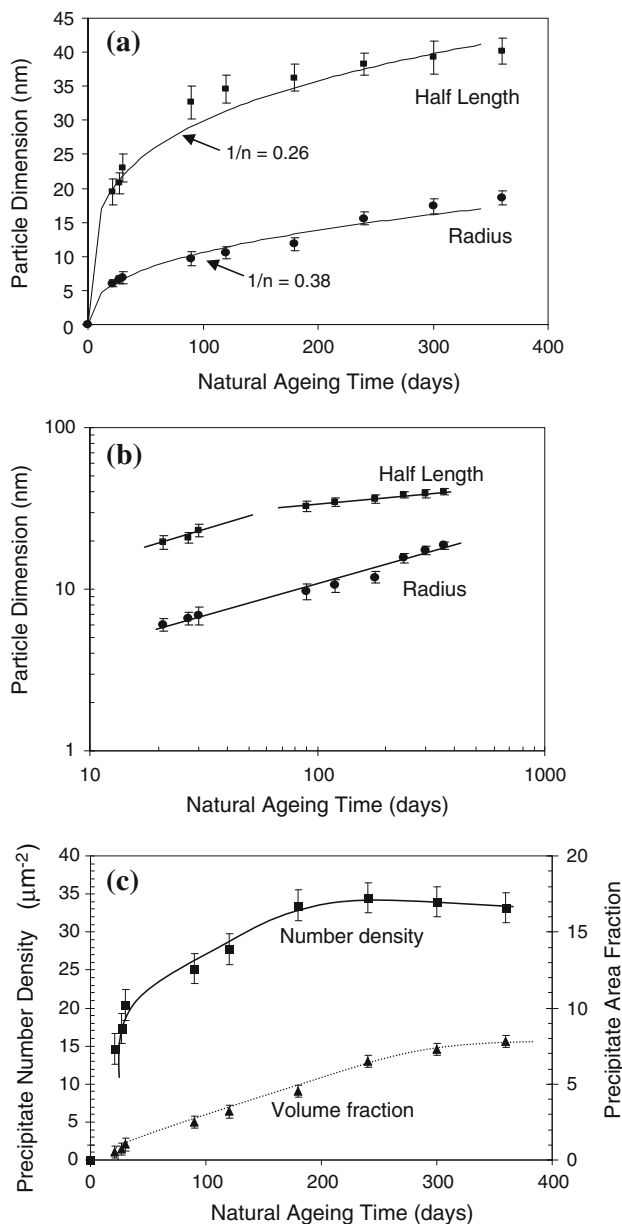 (a)
45
40
35
30
25
20
15
10
5
0
Particle Dimension (nm)
Half Length
1/n = 0.26
Radius
1/n = 0.38
0 100 200 300 400
Natural Ageing Time (days)
(b)
100
10
1
Particle Dimension (nm)
Half Length
Radius
10 100 1000
Natural Ageing Time (days)
(c)
40
35
30
25
20
15
10
5
0
Precipitate Number Density (μm-2)
Number density
Volume fraction
20
15
10
5
0
Precipitate Area Fraction
0 100 200 300 400
Natural Ageing Time (days)